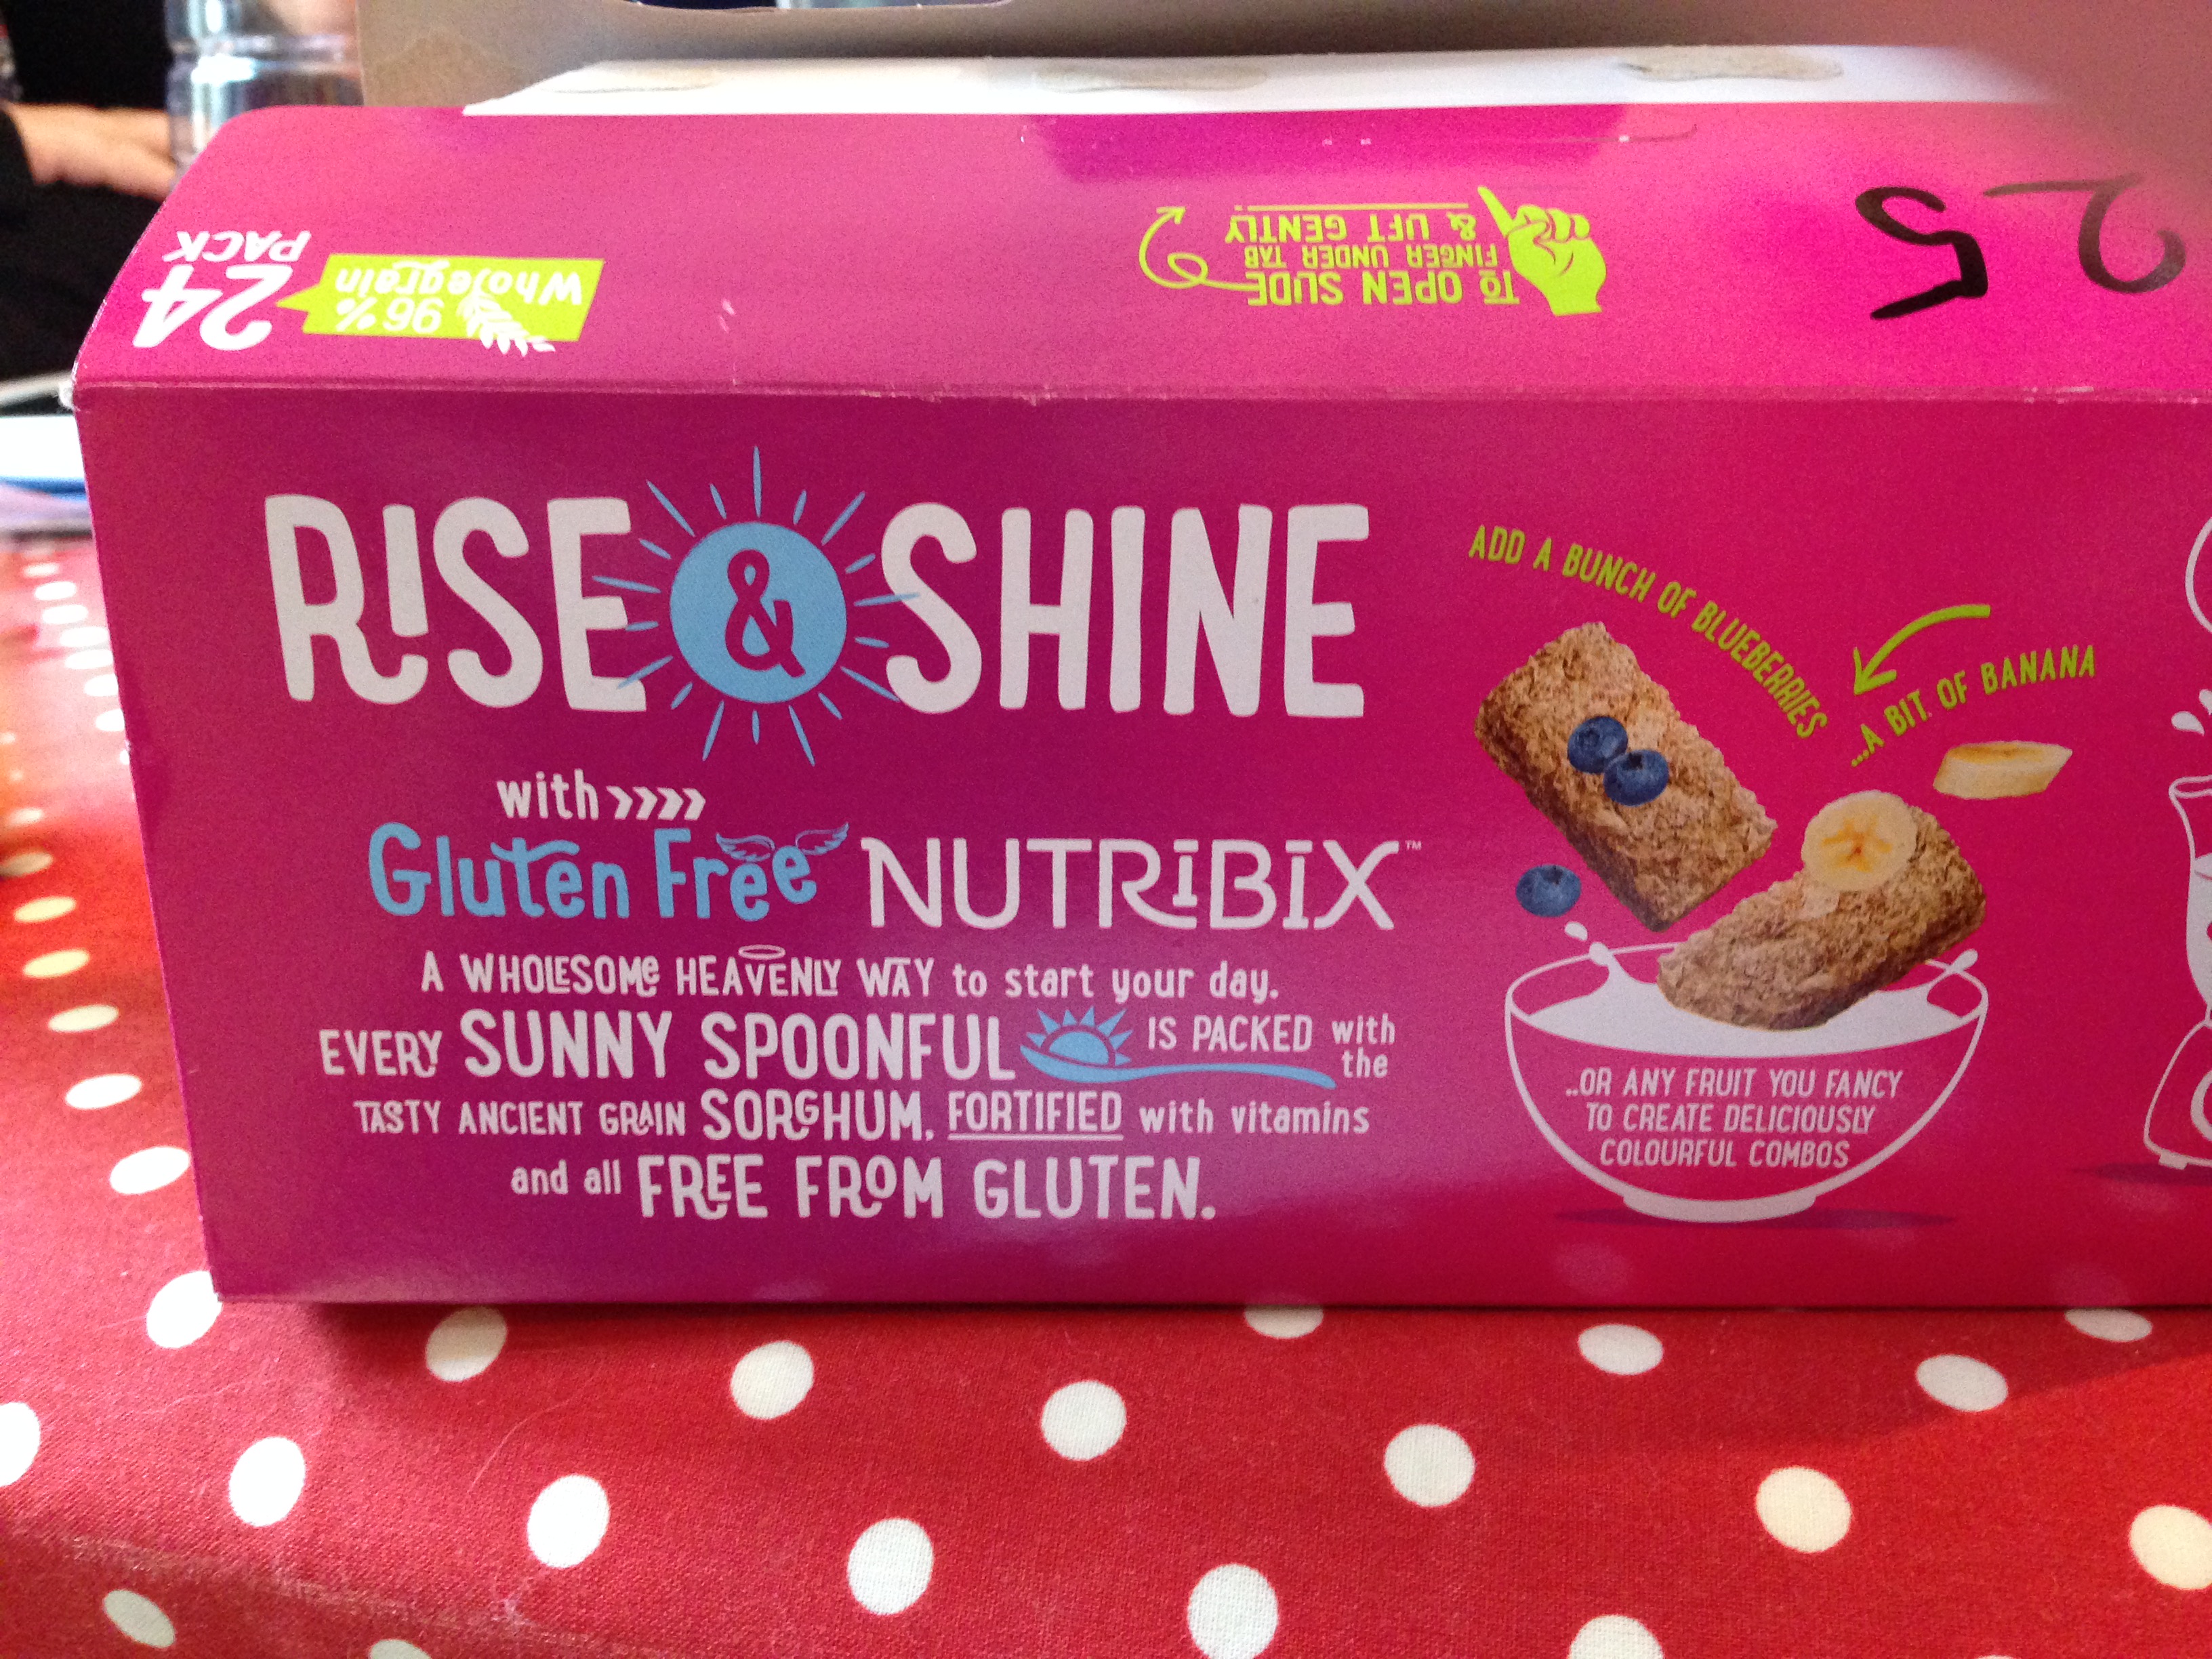 24
PACK
96%
Wholegrain
TO OPEN SLIDE
FINGER UNDER TAB
& LIFT GENTLY
25
RISE & SHINE
with »»
Gluten Free NUTRIBIX™
A WHOLESOME HEAVENLY WAY to start your day.
EVERY SUNNY SPOONFUL IS PACKED with the
TASTY ANCIENT GRAIN SORGHUM, FORTIFIED with vitamins
and all FREE FROM GLUTEN.
ADD A BUNCH OF BLUEBERRIES
...A BIT OF BANANA
...OR ANY FRUIT YOU FANCY
TO CREATE DELICIOUSLY
COLOURFUL COMBOS